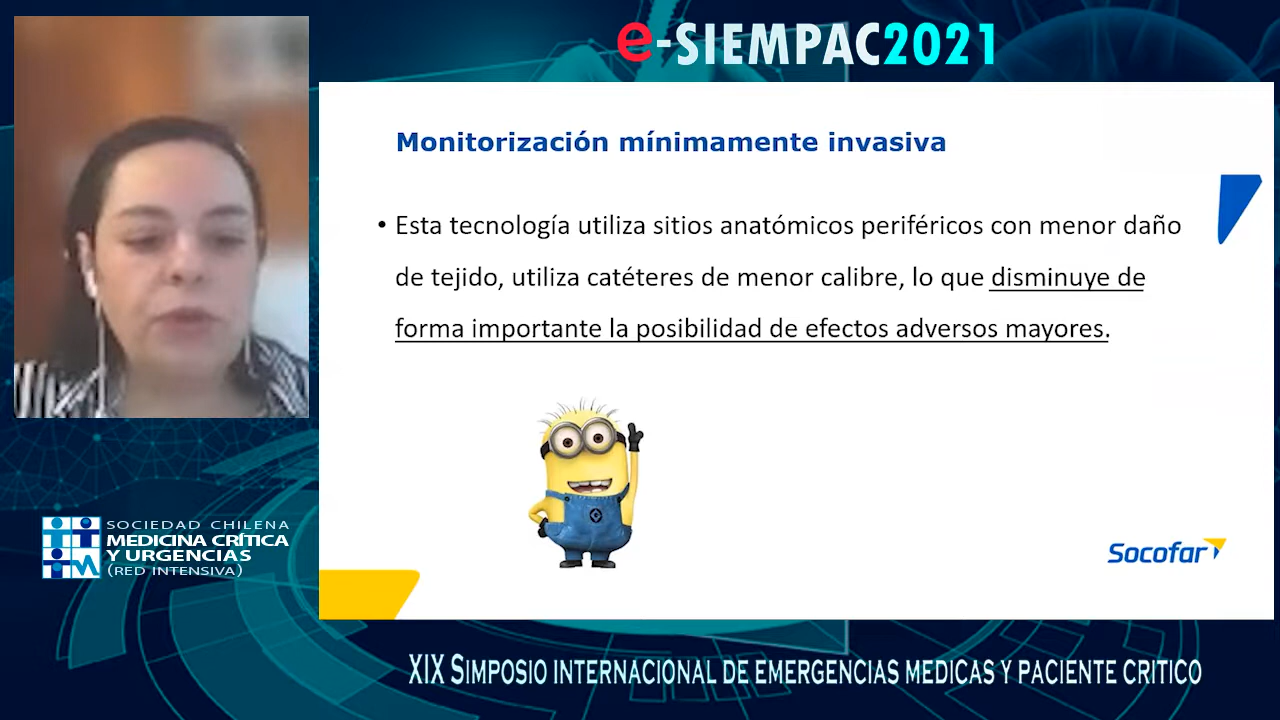 e-SIEMPAC2021
Monitorización mínimamente invasiva
• Esta tecnología utiliza sitios anatómicos periféricos con menor daño
de tejido, utiliza catéteres de menor calibre, lo que disminuye de
forma importante la posibilidad de efectos adversos mayores.
SOCIEDAD CHILENA
MEDICINA CRÍTICA
Y URGENCIAS
(RED INTENSIVA)
Socofar
XIX SIMPOSIO INTERNACIONAL DE EMERGENCIAS MEDICAS Y PACIENTE CRITICO